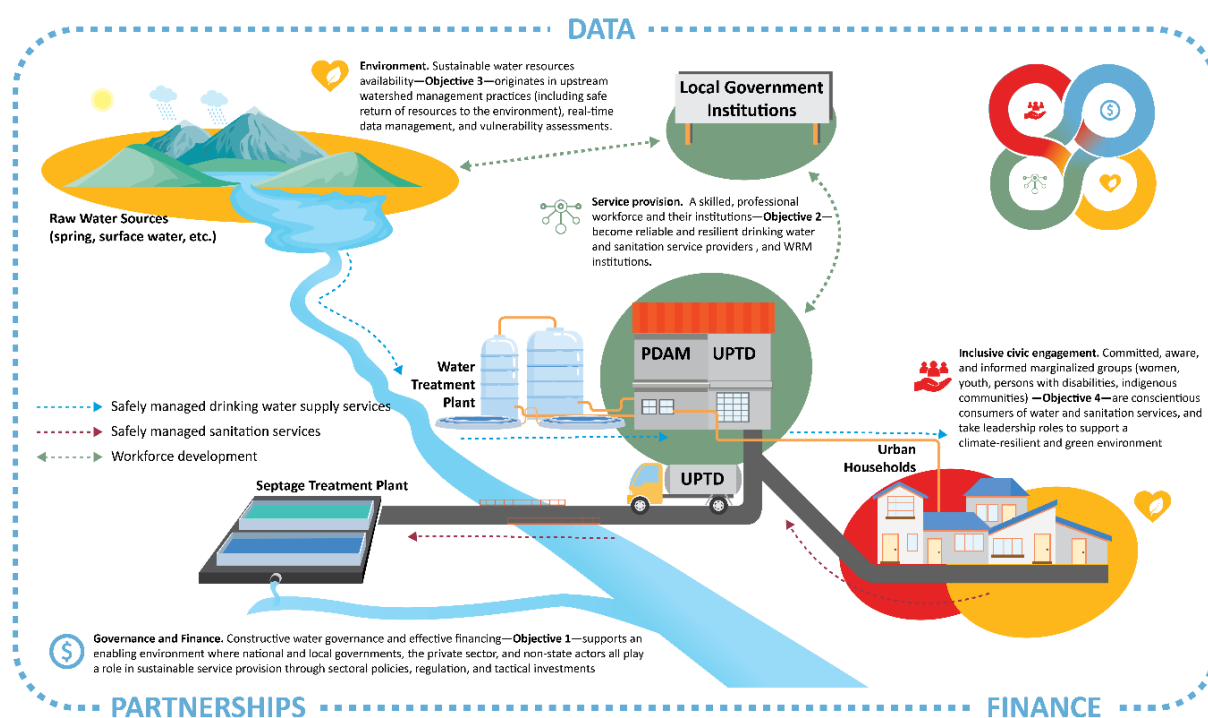 DATA
Environment. Sustainable water resources
availability—Objective 3—originates in upstream
watershed management practices (including safe
return of resources to the environment), real-time
data management, and vulnerability assessments.
Local Government
Institutions
Raw Water Sources
(spring, surface water, etc.)
Service provision. A skilled, professional
workforce and their institutions—Objective 2—
become reliable and resilient drinking water
and sanitation service providers , and WRM
institutions.
PDAM
UPTD
Water
Treatment
Plant
Inclusive civic engagement. Committed, aware,
and informed marginalized groups (women,
youth, persons with disabilities, indigenous
communities) —Objective 4—are conscientious
consumers of water and sanitation services, and
take leadership roles to support a
climate-resilient and green environment
Safely managed drinking water supply services
Safely managed sanitation services
Workforce development
Urban
Households
UPTD
Septage Treatment Plant
$
$
Governance and Finance. Constructive water governance and effective financing—Objective 1—supports an
enabling environment where national and local governments, the private sector, and non-state actors all play
a role in sustainable service provision through sectoral policies, regulation, and tactical investments
PARTNERSHIPS
FINANCE